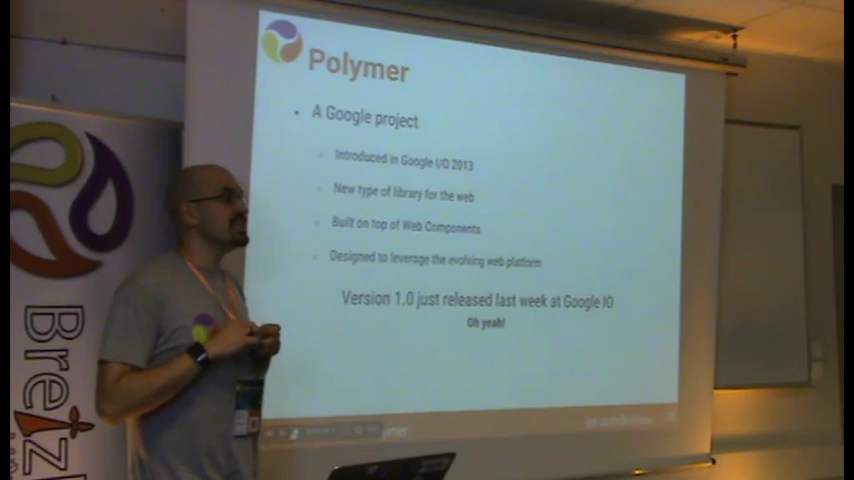 Polymer
A Google project
Introduced in Google I/O 2013
New type of library for the web
Built on top of Web Components
Designed to leverage the evolving web platform
Version 1.0 just released last week at Google IO
Oh yeah!
Breiz